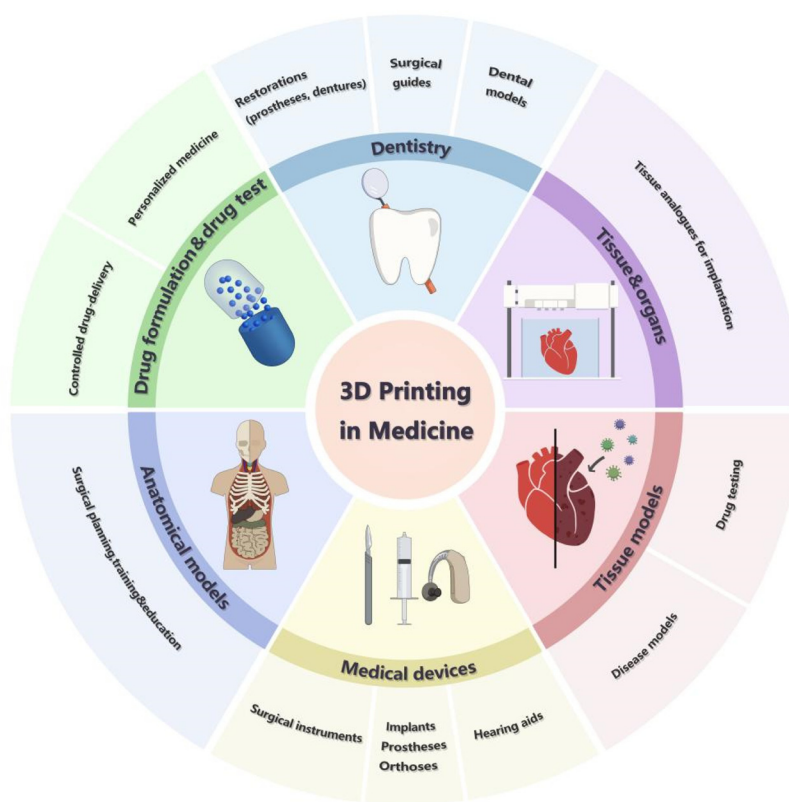 3D Printing
in Medicine
Dentistry
Restorations
(prostheses, dentures)
Surgical
guides
Dental
models
Tissue&organs
Tissue analogues for implantation
Tissue models
Drug testing
Disease models
Medical devices
Hearing aids
Implants
Prostheses
Orthoses
Surgical instruments
Anatomical models
Surgical planning,training&education
Drug formulation&drug test
Controlled drug-delivery
Personalized medicine